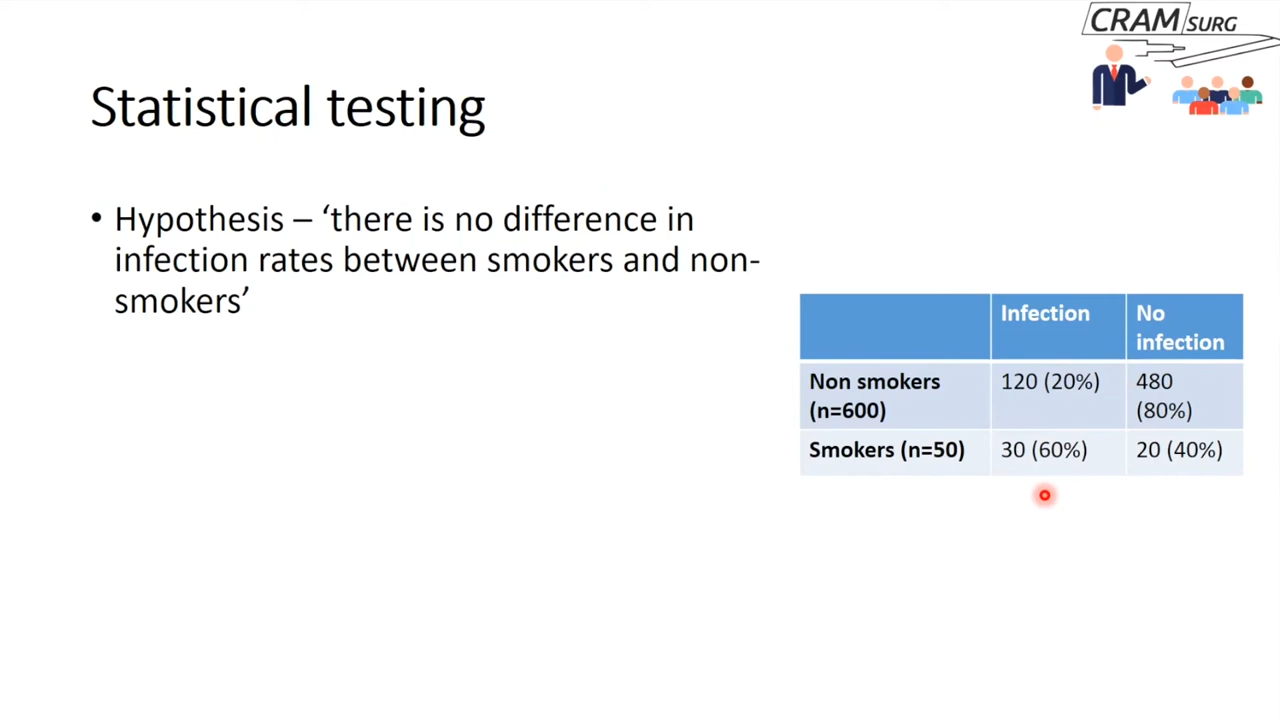 CRAM SURG
Statistical testing
• Hypothesis – ‘there is no difference in
infection rates between smokers and non-
smokers’
Infection No
infection
Non smokers 120 (20%) 480
(n=600) (80%)
Smokers (n=50) 30 (60%) 20 (40%)